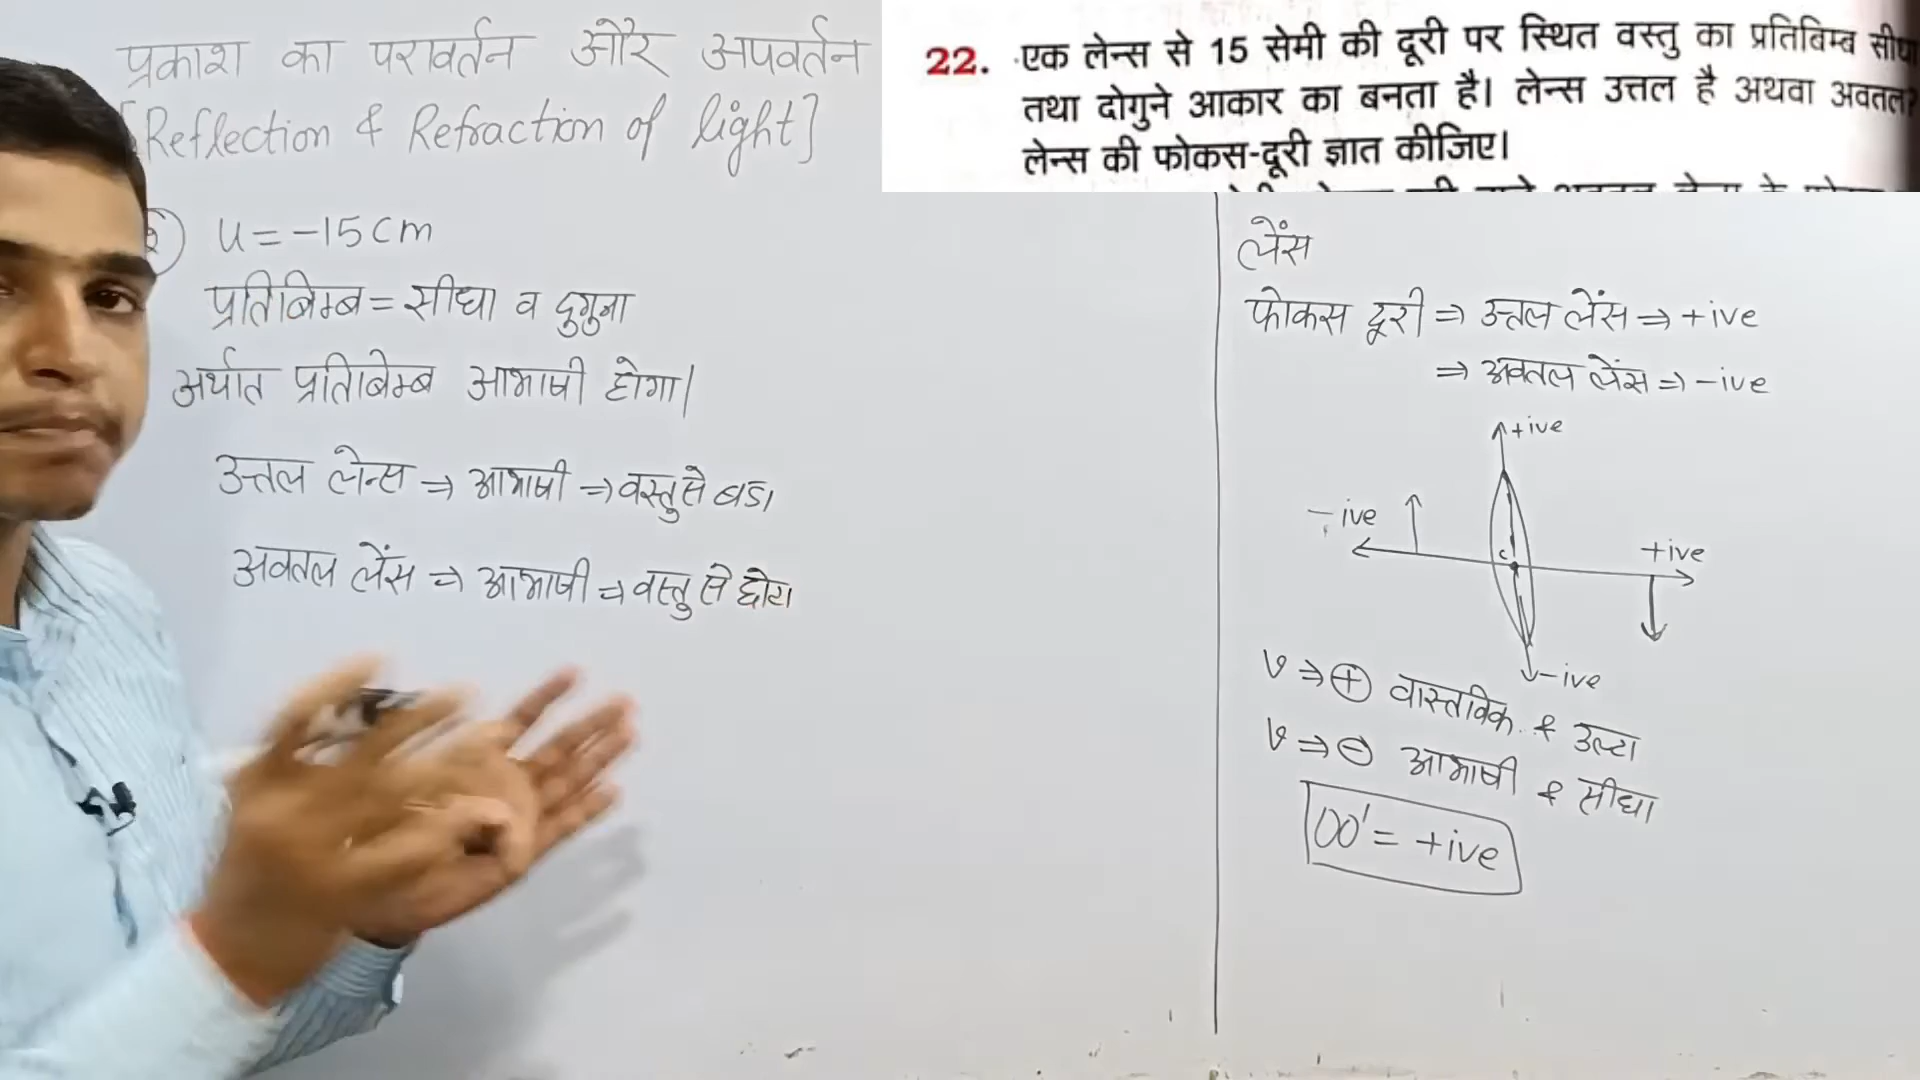 प्रकाश का परावर्तन और अपवर्तन
[Reflection & Refraction of light]
22. एक लेन्स से 15 सेमी की दूरी पर स्थित वस्तु का प्रतिबिम्ब सीधा
तथा दोगुने आकार का बनता है। लेन्स उत्तल है अथवा अवतल?
लेन्स की फोकस-दूरी ज्ञात कीजिए।
u = -15 cm
प्रतिबिम्ब = सीधा व दुगुना
अर्थात प्रतिबिम्ब आभाषी होगा|
उत्तल लेन्स ⇒ आभाषी ⇒ वस्तु से बडा
अवतल लेंस ⇒ आभाषी ⇒ वस्तु से छोटा
लेंस
फोकस दूरी ⇒ उत्तल लेंस ⇒ +ive
⇒ अवतल लेंस ⇒ -ive
+ive
-ive
c
+ive
-ive
v ⇒ ⊕ वास्तविक & उल्टा
v ⇒ ⊖ आभाषी & सीधा
OO' = +ive